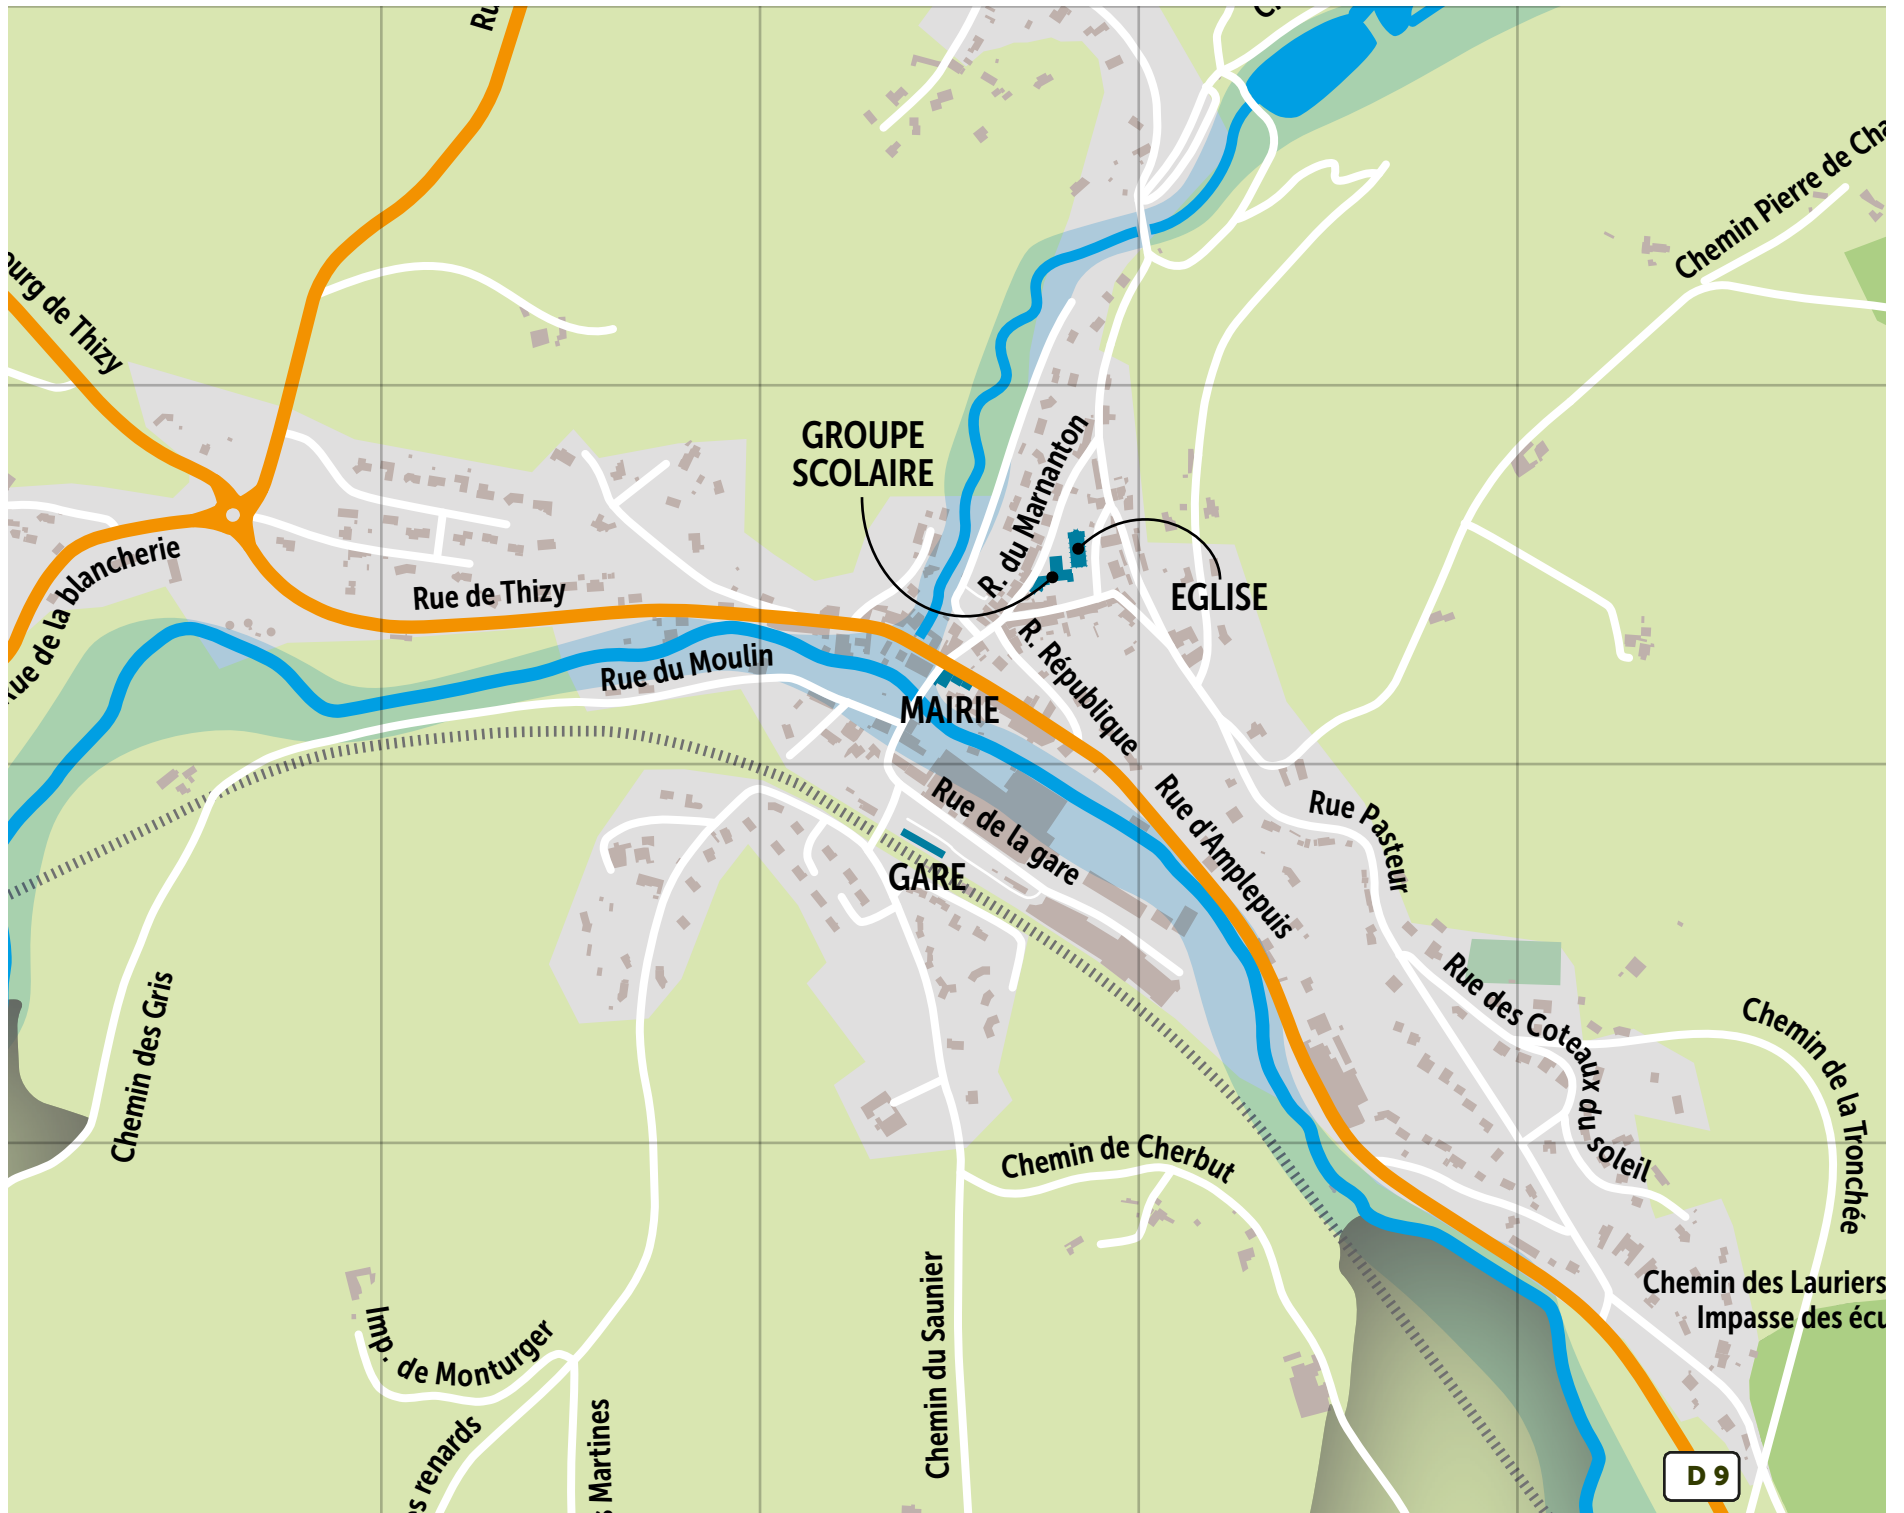 Chemin Pierre de Cha
ourg de Thizy
GROUPE
SCOLAIRE
R. du Marnanton
Rue de la blancherie
Rue de Thizy
EGLISE
Rue du Moulin
R. République
MAIRIE
Rue de la gare
Rue d'Amplepuis
Rue Pasteur
GARE
Rue des Coteaux du soleil
Chemin des Gris
Chemin de la Tronchée
Chemin de Cherbut
Chemin du Saunier
Chemin des Lauriers
Impasse des écu
Imp. de Monturger
s renards
Martines
D 9